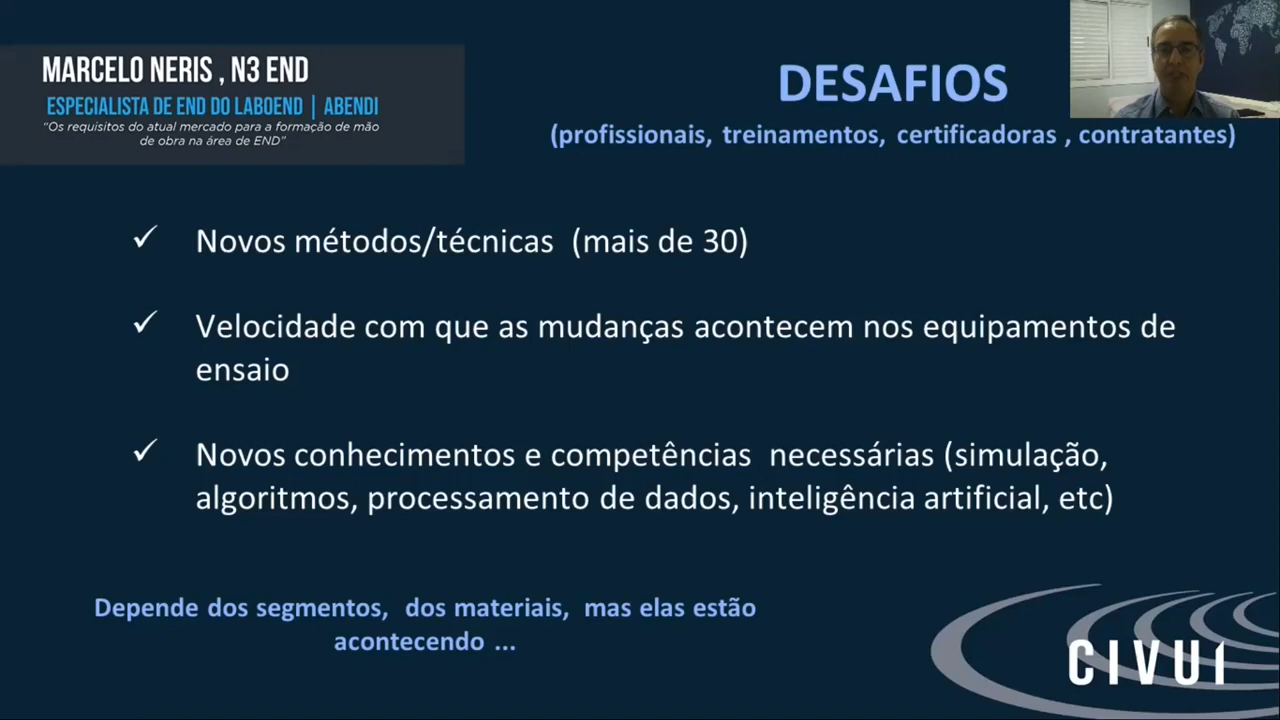 MARCELO NERIS , N3 END
ESPECIALISTA DE END DO LABOEND | ABENDI
“Os requisitos do atual mercado para a formação de mão
de obra na área de END”
DESAFIOS
(profissionais, treinamentos, certificadoras , contratantes)
✓ Novos métodos/técnicas (mais de 30)
✓ Velocidade com que as mudanças acontecem nos equipamentos de
ensaio
✓ Novos conhecimentos e competências necessárias (simulação,
algoritmos, processamento de dados, inteligência artificial, etc)
Depende dos segmentos, dos materiais, mas elas estão
acontecendo ...
CIVUI